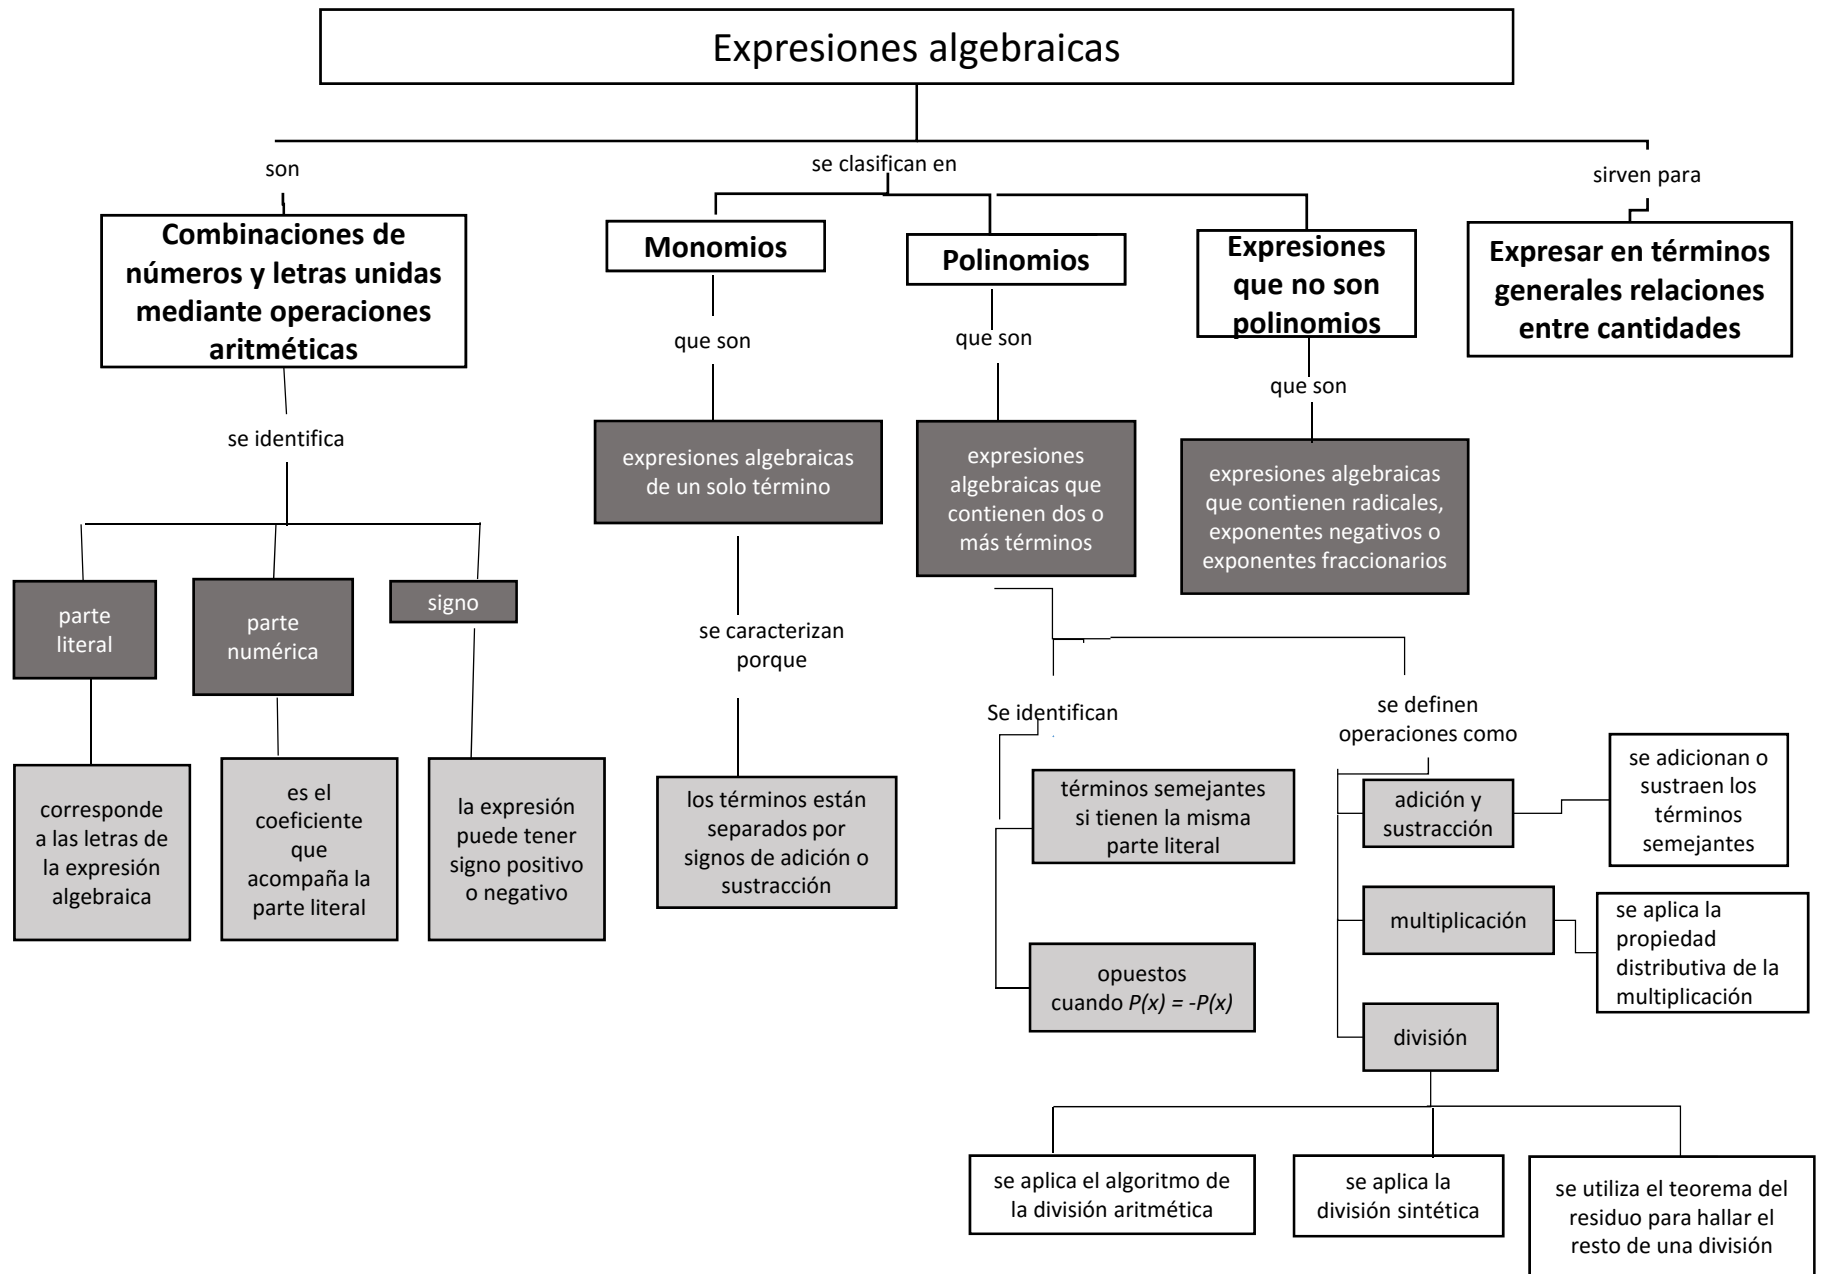 Expresiones algebraicas
son
se clasifican en
sirven para
Combinaciones de
números y letras unidas
mediante operaciones
aritméticas
Monomios
Polinomios
Expresiones
que no son
polinomios
Expresar en términos
generales relaciones
entre cantidades
que son
que son
que son
se identifica
expresiones algebraicas
de un solo término
expresiones
algebraicas que
contienen dos o
más términos
expresiones algebraicas
que contienen radicales,
exponentes negativos o
exponentes fraccionarios
parte
literal
parte
numérica
signo
se caracterizan
porque
Se identifican
se definen
operaciones como
corresponde
a las letras de
la expresión
algebraica
es el
coeficiente
que
acompaña la
parte literal
la expresión
puede tener
signo positivo
o negativo
los términos están
separados por
signos de adición o
sustracción
términos semejantes
si tienen la misma
parte literal
opuestos
cuando P(x) = -P(x)
adición y
sustracción
se adicionan o
sustraen los
términos
semejantes
multiplicación
se aplica la
propiedad
distributiva de la
multiplicación
división
se aplica el algoritmo de
la división aritmética
se aplica la
división sintética
se utiliza el teorema del
residuo para hallar el
resto de una división